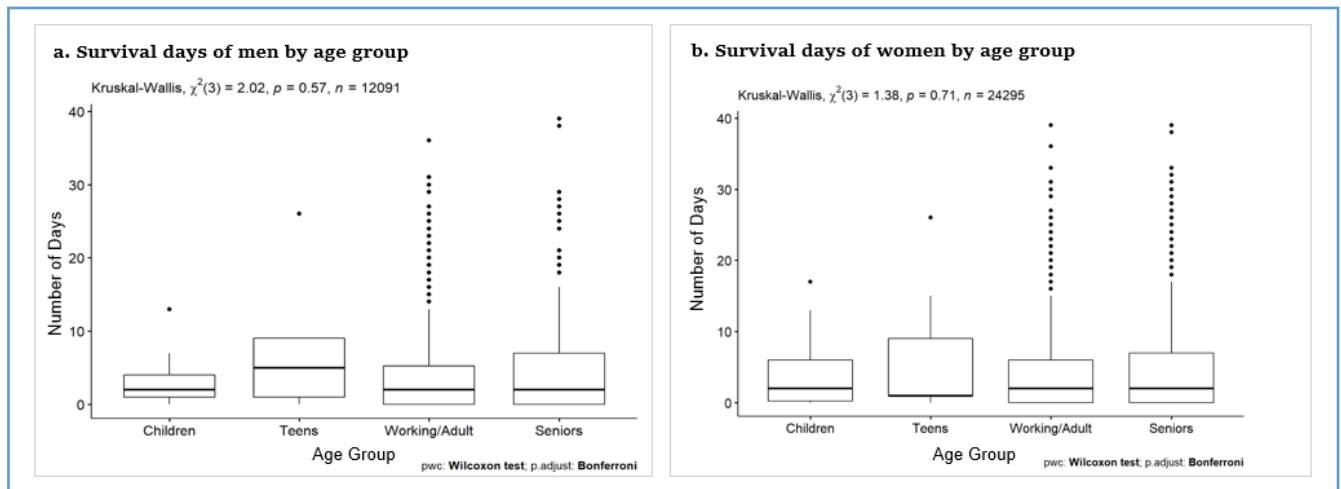 a. Survival days of men by age group
Kruskal-Wallis, χ²(3) = 2.02, p = 0.57, n = 12091
40
30
20
10
0
Number of Days
Children Teens Working/Adult Seniors
Age Group
pwc: Wilcoxon test; p.adjust: Bonferroni
b. Survival days of women by age group
Kruskal-Wallis, χ²(3) = 1.38, p = 0.71, n = 24295
40
30
20
10
0
Number of Days
Children Teens Working/Adult Seniors
Age Group
pwc: Wilcoxon test; p.adjust: Bonferroni